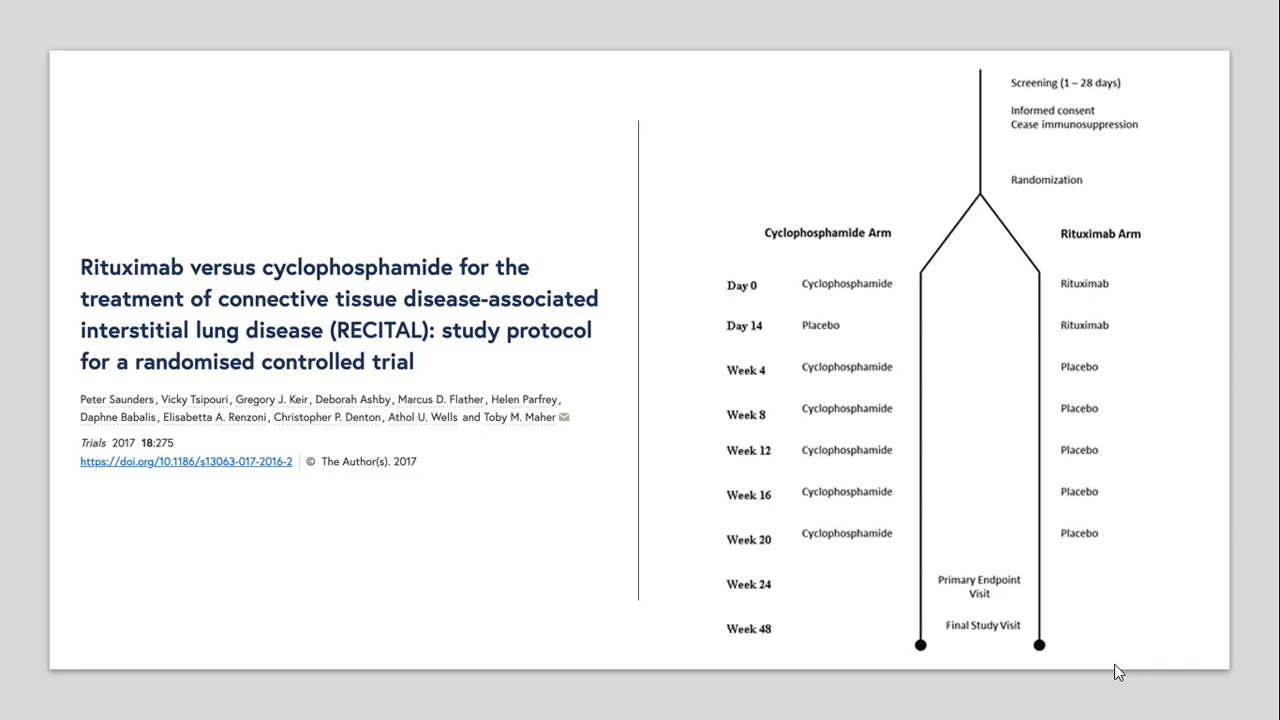 Rituximab versus cyclophosphamide for the
treatment of connective tissue disease-associated
interstitial lung disease (RECITAL): study protocol
for a randomised controlled trial
Peter Saunders, Vicky Tsipouri, Gregory J. Keir, Deborah Ashby, Marcus D. Flather, Helen Parfrey,
Daphne Babalis, Elisabetta A. Renzoni, Christopher P. Denton, Athol U. Wells and Toby M. Maher
Trials 2017 18:275
https://doi.org/10.1186/s13063-017-2016-2 © The Author(s). 2017
Screening (1 – 28 days)
Informed consent
Cease immunosuppression
Randomization
Cyclophosphamide Arm Rituximab Arm
Day 0 Cyclophosphamide Rituximab
Day 14 Placebo Rituximab
Week 4 Cyclophosphamide Placebo
Week 8 Cyclophosphamide Placebo
Week 12 Cyclophosphamide Placebo
Week 16 Cyclophosphamide Placebo
Week 20 Cyclophosphamide Placebo
Week 24 Primary Endpoint
Visit
Week 48 Final Study Visit